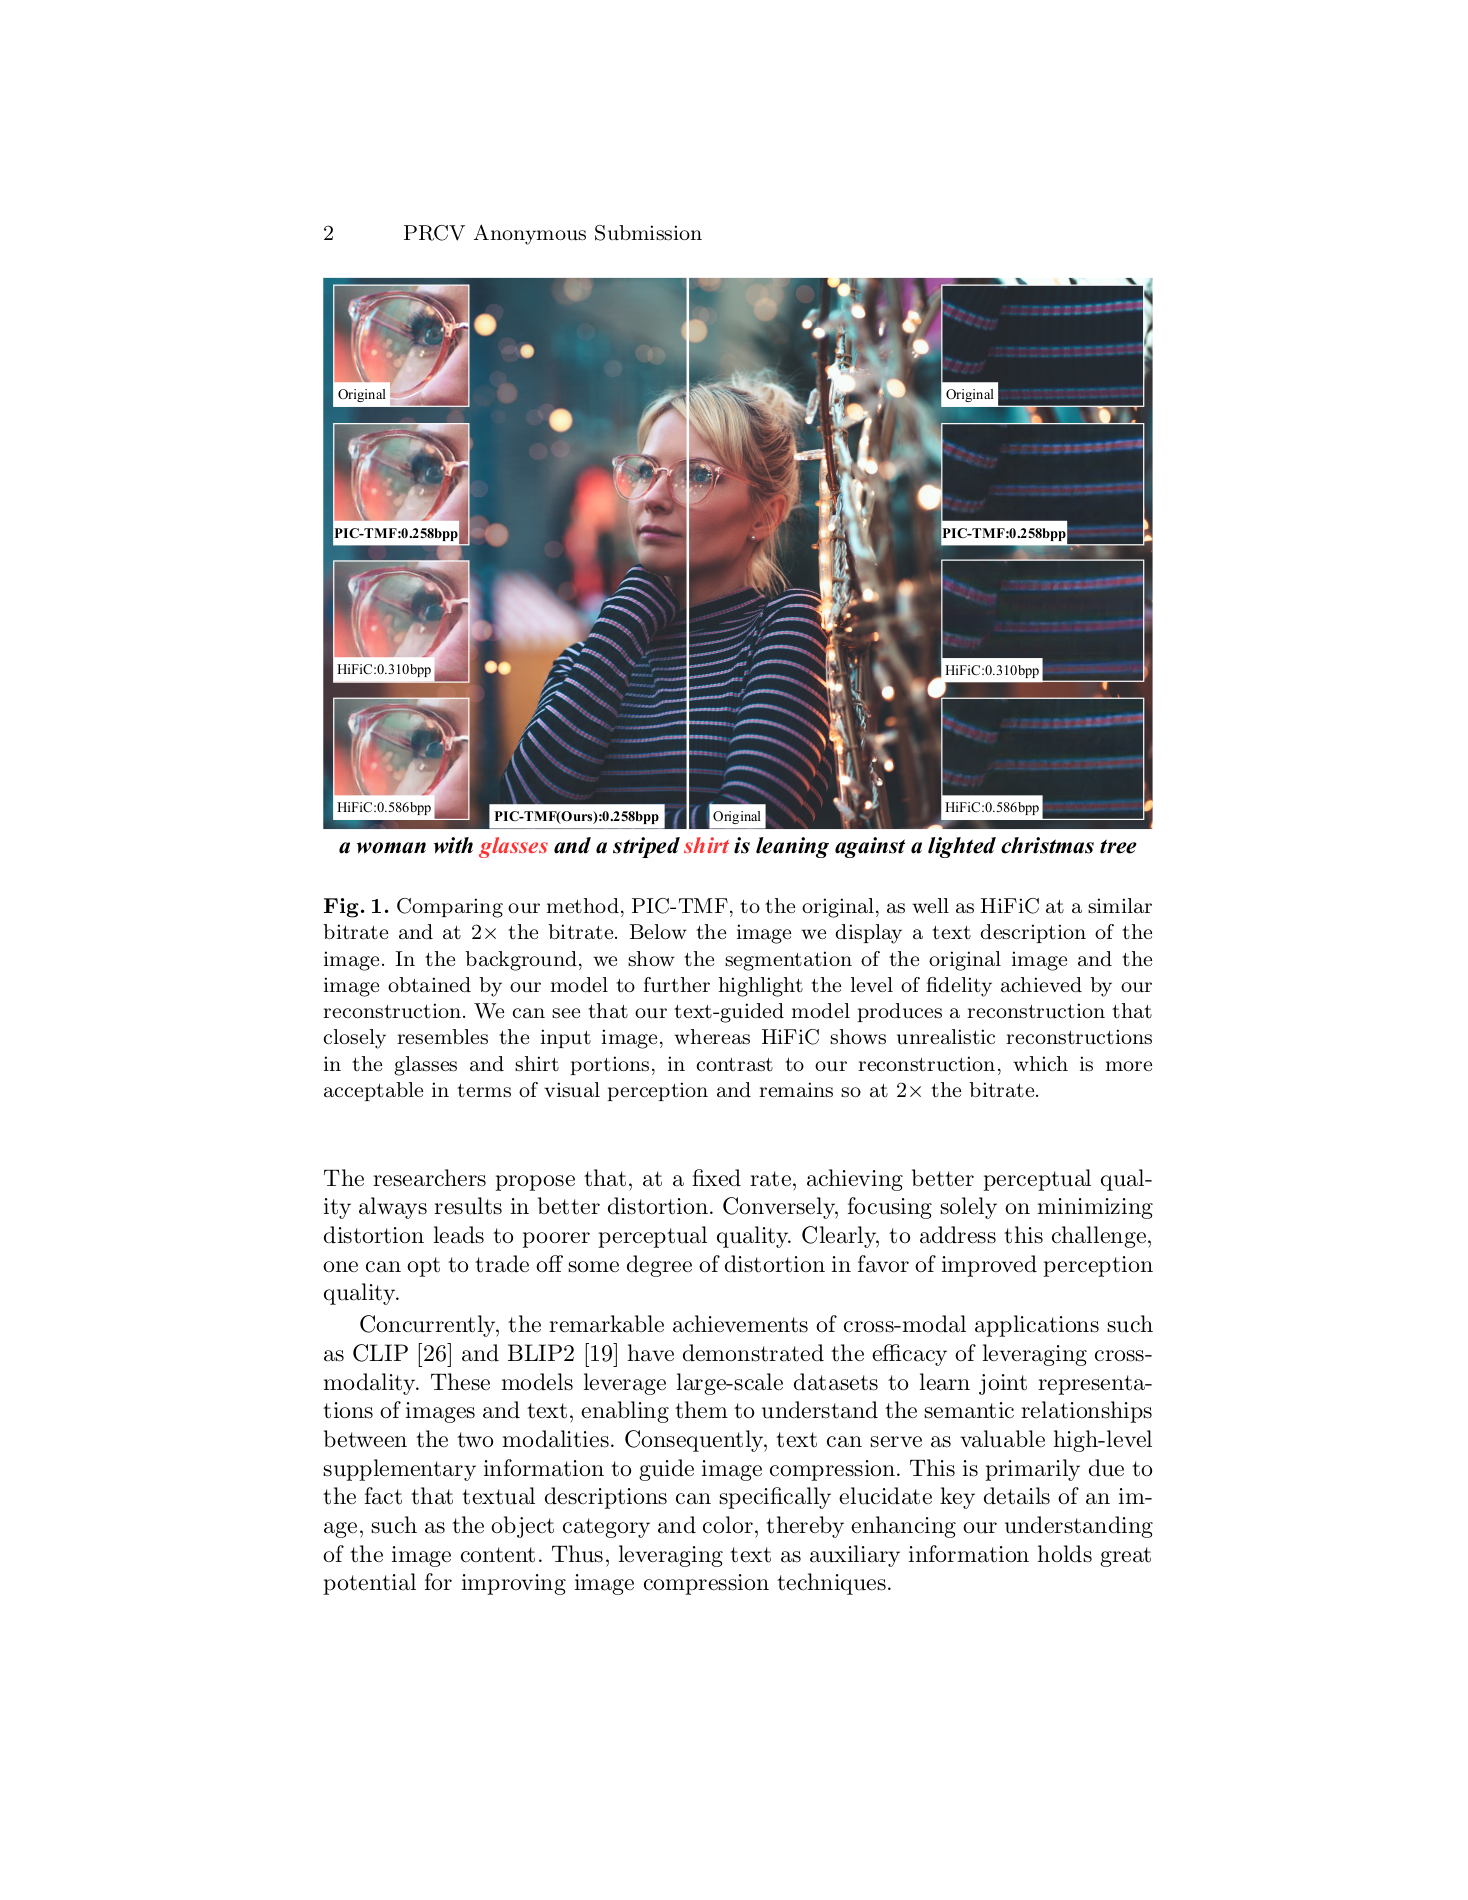 2 PRCV Anonymous Submission
Original
Original
PIC-TMF:0.258bpp
PIC-TMF:0.258bpp
HiFiC:0.310bpp
HiFiC:0.310bpp
HiFiC:0.586bpp
HiFiC:0.586bpp
PIC-TMF(Ours):0.258bpp
Original
a woman with glasses and a striped shirt is leaning against a lighted christmas tree
Fig. 1. Comparing our method, PIC-TMF, to the original, as well as HiFiC at a similar
bitrate and at 2× the bitrate. Below the image we display a text description of the
image. In the background, we show the segmentation of the original image and the
image obtained by our model to further highlight the level of fidelity achieved by our
reconstruction. We can see that our text-guided model produces a reconstruction that
closely resembles the input image, whereas HiFiC shows unrealistic reconstructions
in the glasses and shirt portions, in contrast to our reconstruction, which is more
acceptable in terms of visual perception and remains so at 2× the bitrate.
The researchers propose that, at a fixed rate, achieving better perceptual qual-
ity always results in better distortion. Conversely, focusing solely on minimizing
distortion leads to poorer perceptual quality. Clearly, to address this challenge,
one can opt to trade off some degree of distortion in favor of improved perception
quality.
Concurrently, the remarkable achievements of cross-modal applications such
as CLIP [26] and BLIP2 [19] have demonstrated the efficacy of leveraging cross-
modality. These models leverage large-scale datasets to learn joint representa-
tions of images and text, enabling them to understand the semantic relationships
between the two modalities. Consequently, text can serve as valuable high-level
supplementary information to guide image compression. This is primarily due to
the fact that textual descriptions can specifically elucidate key details of an im-
age, such as the object category and color, thereby enhancing our understanding
of the image content. Thus, leveraging text as auxiliary information holds great
potential for improving image compression techniques.